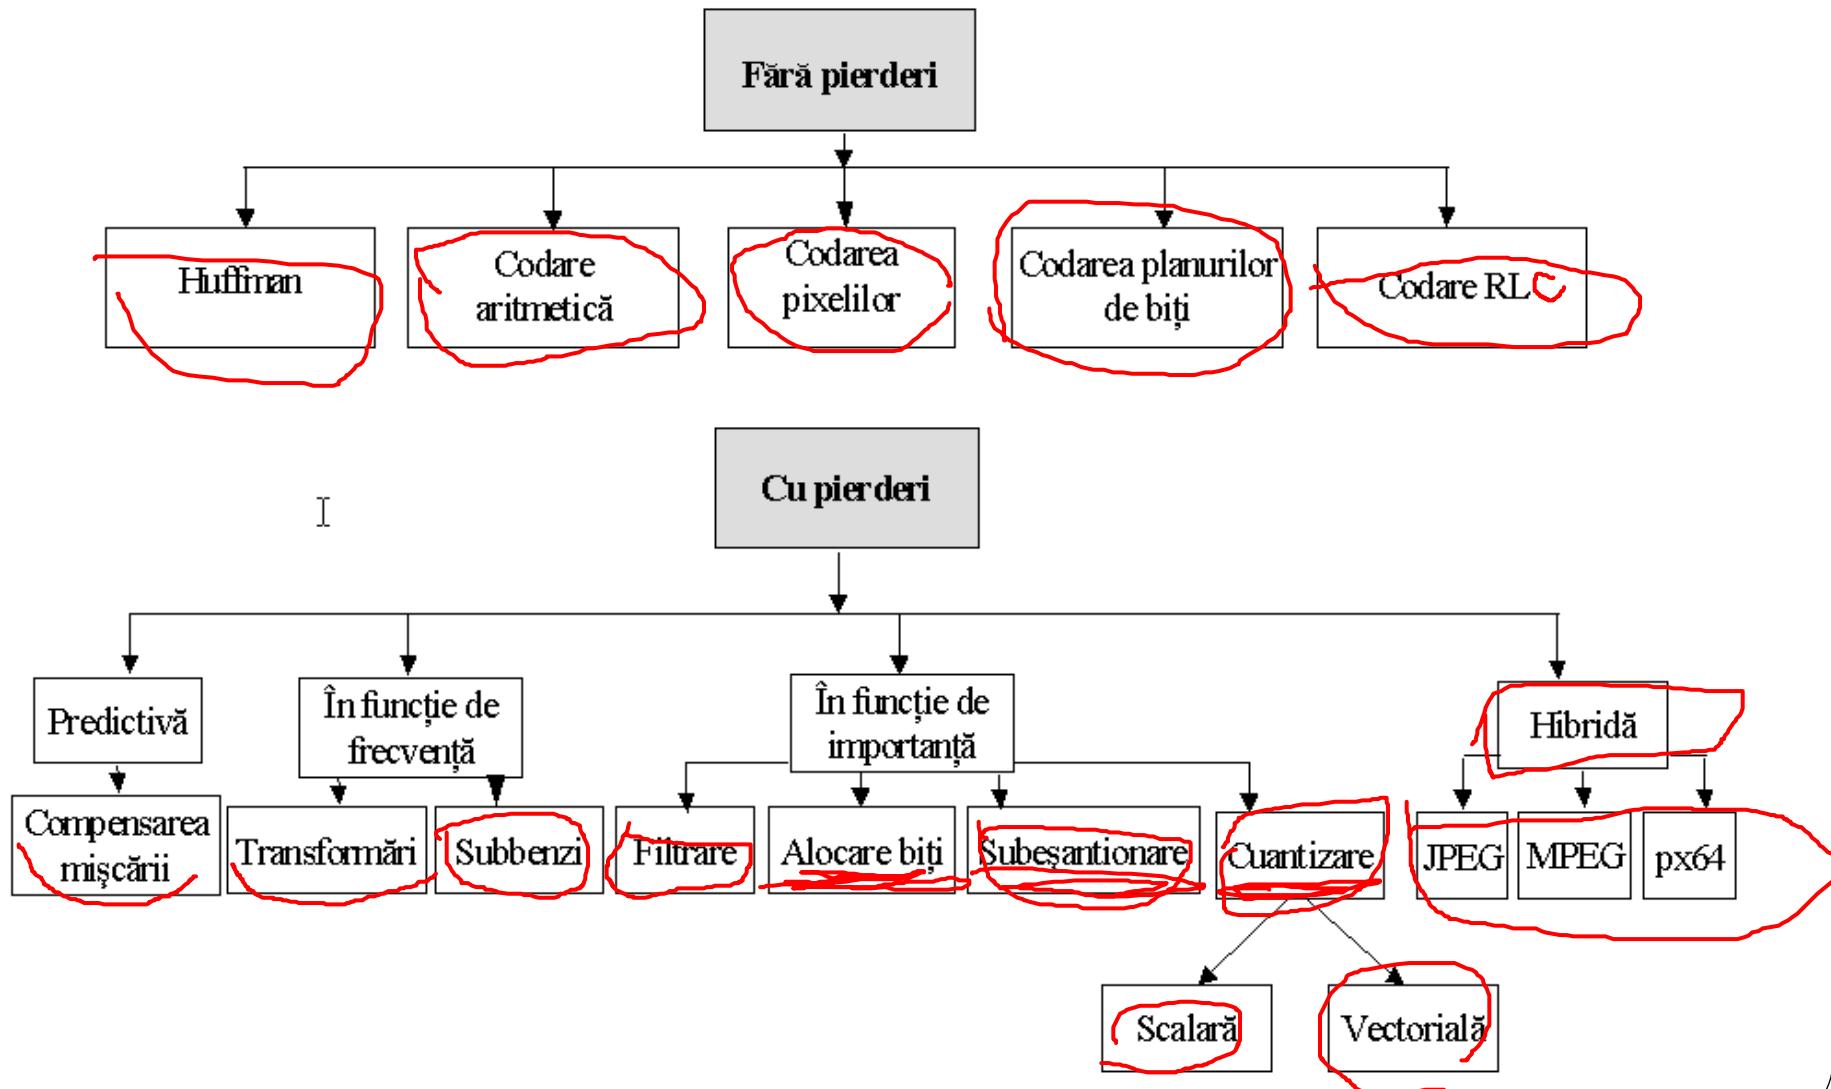 Fără pierderi
Huffman
Codare
aritmetică
Codarea
pixelilor
Codarea planurilor
de biți
Codare RLC
Cu pierderi
Predictivă
În funcție de
frecvență
În funcție de
importanță
Hibridă
Compensarea
mișcării
Transformări
Subbenzi
Filtrare
Alocare biți
Subeșantionare
Cuantizare
JPEG
MPEG
px64
Scalară
Vectorială